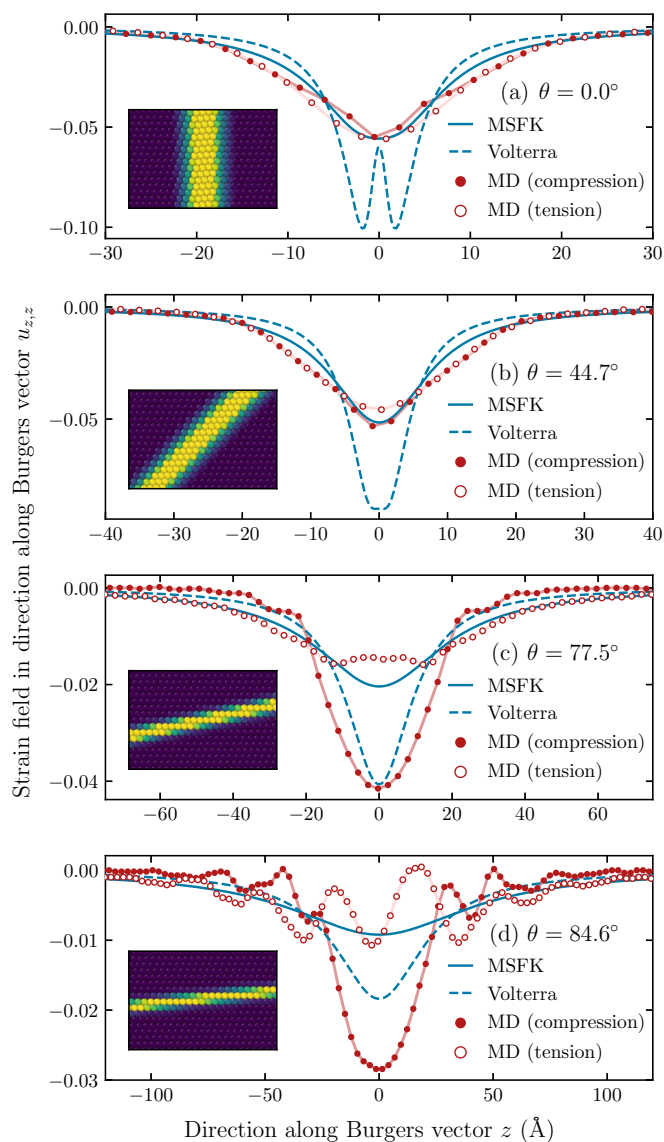 Strain field in direction along Burgers vector u_{z,z}
0.00
−0.05
−0.10
(a) θ = 0.0°
MSFK
Volterra
MD (compression)
MD (tension)
−30 −20 −10 0 10 20 30
0.00
−0.05
(b) θ = 44.7°
MSFK
Volterra
MD (compression)
MD (tension)
−40 −30 −20 −10 0 10 20 30 40
0.00
−0.02
−0.04
(c) θ = 77.5°
MSFK
Volterra
MD (compression)
MD (tension)
−60 −40 −20 0 20 40 60
0.00
−0.01
−0.02
−0.03
(d) θ = 84.6°
MSFK
Volterra
MD (compression)
MD (tension)
−100 −50 0 50 100
Direction along Burgers vector z (Å)